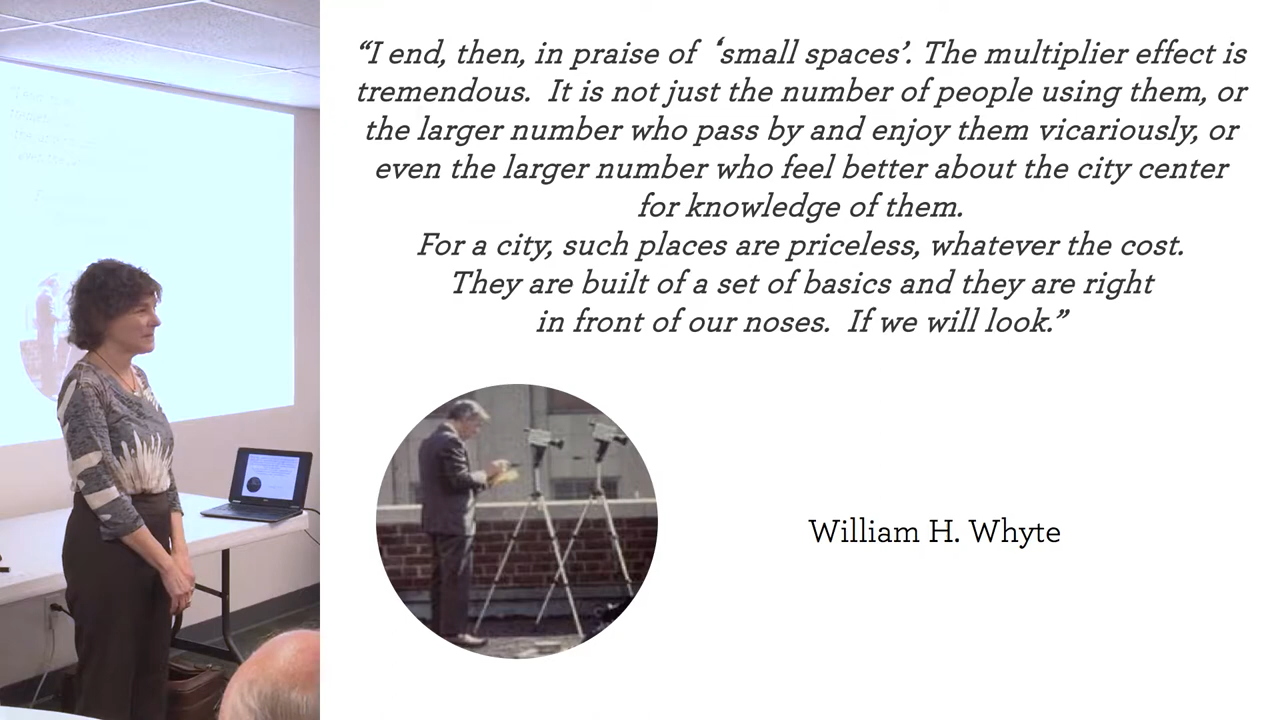 “I end, then, in praise of ‘small spaces’. The multiplier effect is
tremendous.  It is not just the number of people using them, or
the larger number who pass by and enjoy them vicariously, or
even the larger number who feel better about the city center
for knowledge of them.
For a city, such places are priceless, whatever the cost.
They are built of a set of basics and they are right
in front of our noses.  If we will look.”
William H. Whyte